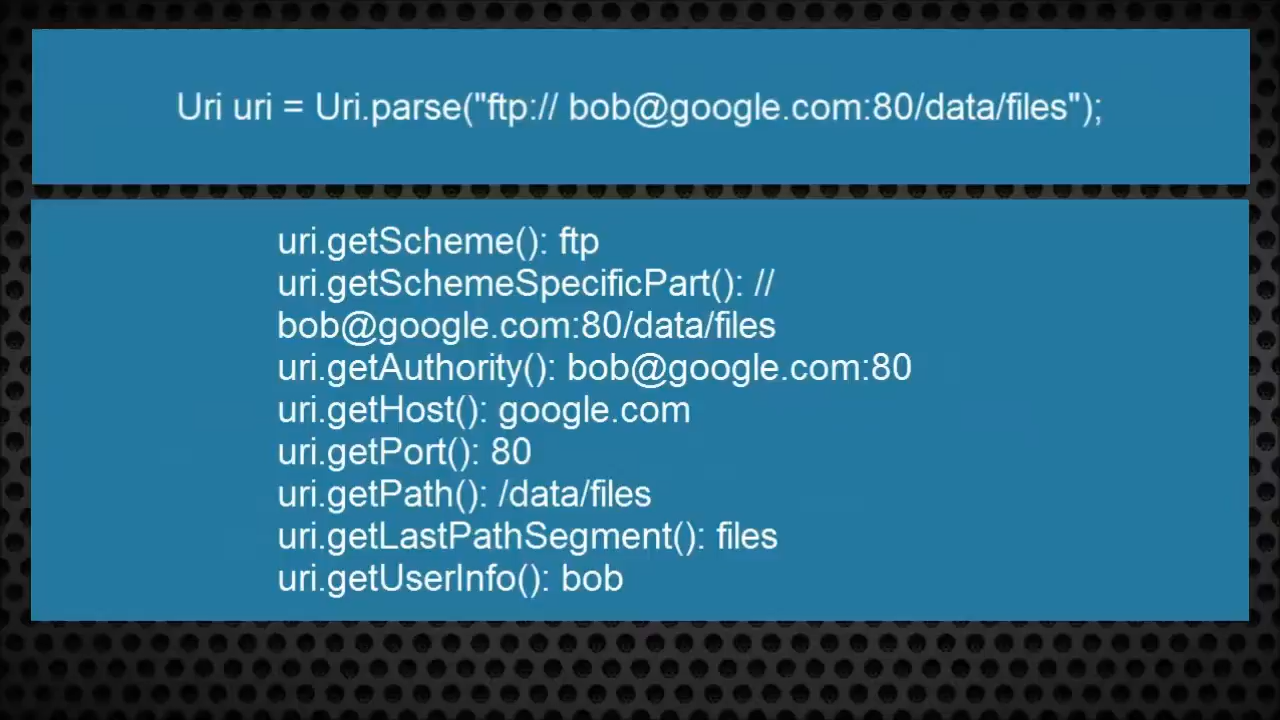 Uri uri = Uri.parse("ftp:// bob@google.com:80/data/files");
uri.getScheme(): ftp
uri.getSchemeSpecificPart(): //
bob@google.com:80/data/files
uri.getAuthority(): bob@google.com:80
uri.getHost(): google.com
uri.getPort(): 80
uri.getPath(): /data/files
uri.getLastPathSegment(): files
uri.getUserInfo(): bob